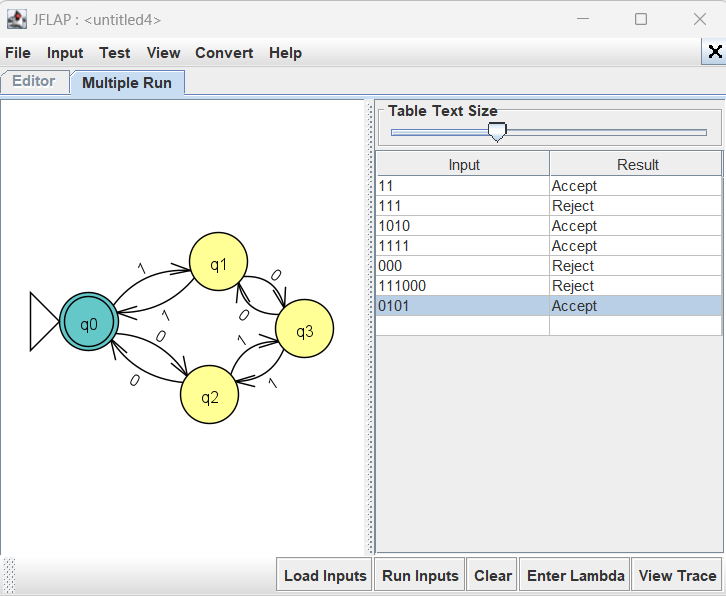 JFLAP : <untitled4>
File Input Test View Convert Help
Editor Multiple Run
Table Text Size
Input Result
11 Accept
111 Reject
1010 Accept
1111 Accept
000 Reject
111000 Reject
0101 Accept
q1
1
0
q0
1
0
q3
0
1
0
q2
1
Load Inputs Run Inputs Clear Enter Lambda View Trace